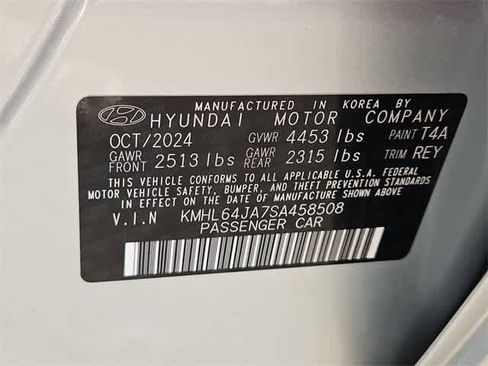 MANUFACTURED IN KOREA BY
HYUNDAI MOTOR COMPANY
OCT/2024 GVWR 4453 lbs PAINT T4A
GAWR FRONT 2513 lbs GAWR REAR 2315 lbs TRIM REY
THIS VEHICLE CONFORMS TO ALL APPLICABLE U.S.A. FEDERAL
MOTOR VEHICLE SAFETY, BUMPER, AND THEFT PREVENTION STANDARDS
IN EFFECT ON THE DATE OF MANUFACTURE SHOWN ABOVE
V.I.N KMHL64JA7SA458508
PASSENGER CAR